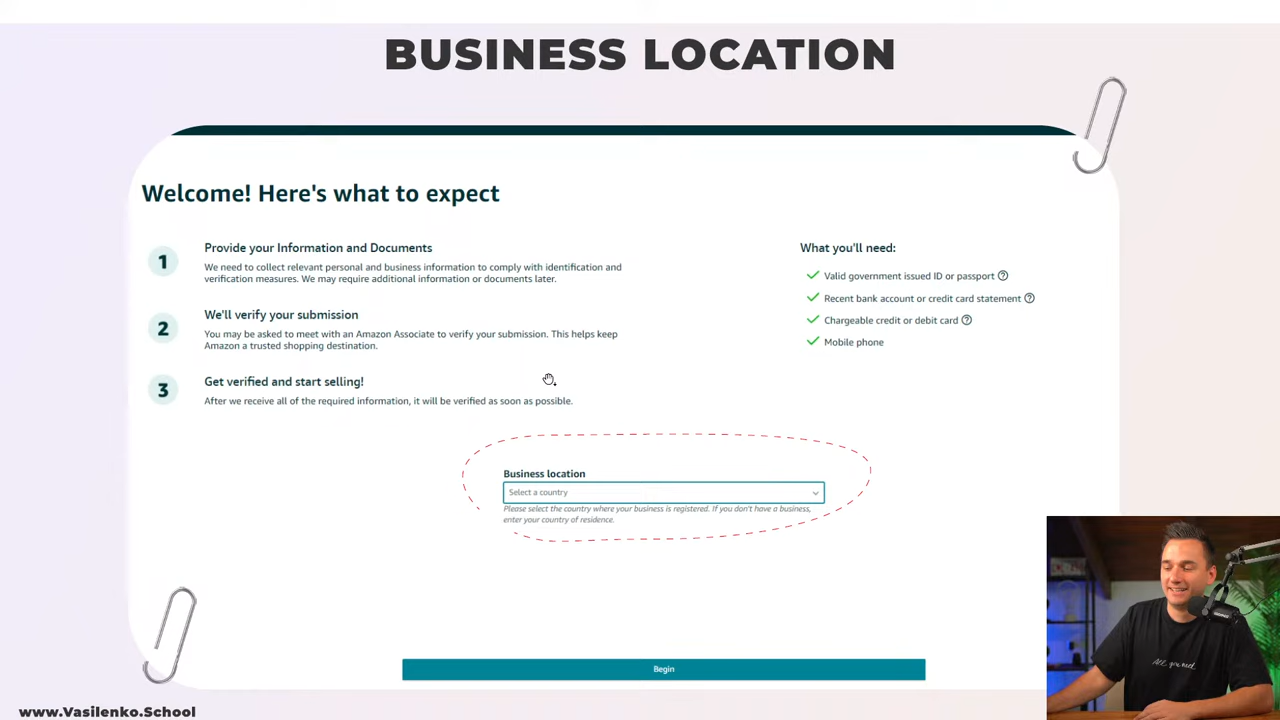 BUSINESS LOCATION
Welcome! Here's what to expect
1
Provide your Information and Documents
We need to collect relevant personal and business information to comply with identification and
verification measures. We may require additional information or documents later.
2
We'll verify your submission
You may be asked to meet with an Amazon Associate to verify your submission. This helps keep
Amazon a trusted shopping destination.
3
Get verified and start selling!
After we receive all of the required information, it will be verified as soon as possible.
What you'll need:
Valid government issued ID or passport
Recent bank account or credit card statement
Chargeable credit or debit card
Mobile phone
Business location
Select a country
Please select the country where your business is registered. If you don't have a business,
enter your country of residence.
Begin
All you need
www.Vasilenko.School